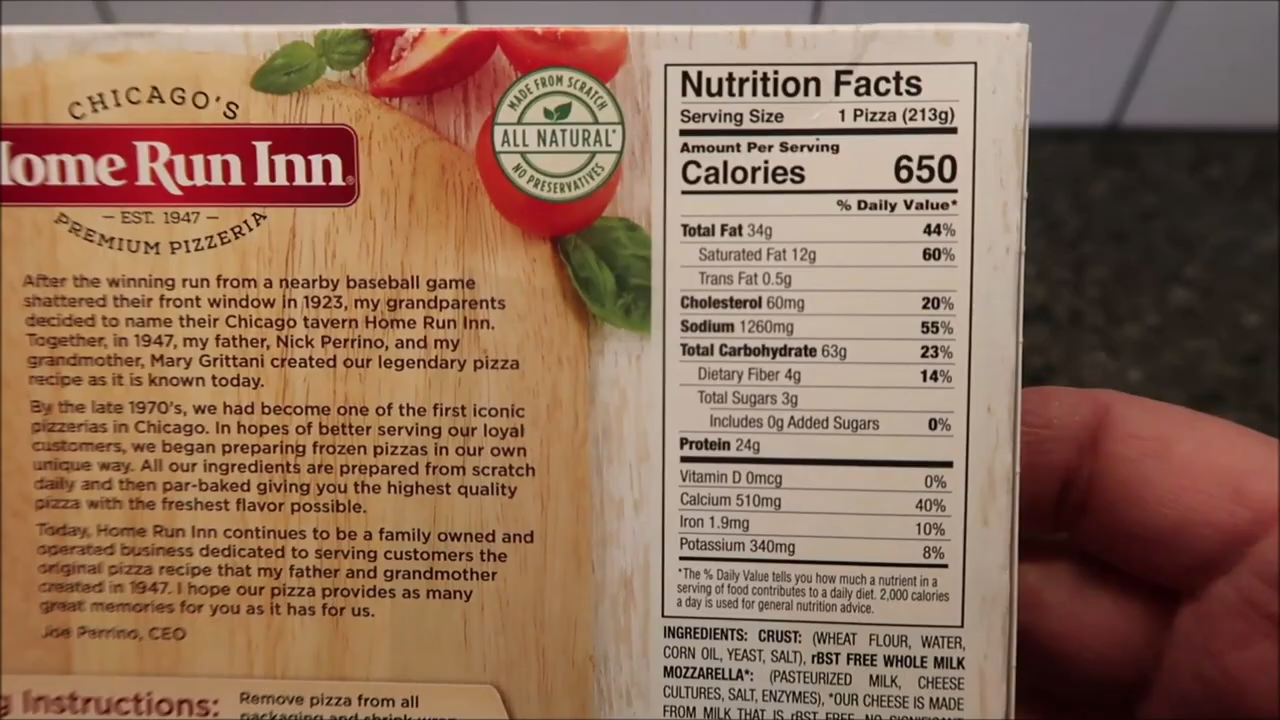 CHICAGO'S
ome Run Inn®
EST. 1947
PREMIUM PIZZERIA
After the winning run from a nearby baseball game
shattered their front window in 1923, my grandparents
decided to name their Chicago tavern Home Run Inn.
Together, in 1947, my father, Nick Perrino, and my
grandmother, Mary Grittani created our legendary pizza
recipe as it is known today.
By the late 1970's, we had become one of the first iconic
pizzerias in Chicago. In hopes of better serving our loyal
customers, we began preparing frozen pizzas in our own
unique way. All our ingredients are prepared from scratch
daily and then par-baked giving you the highest quality
pizza with the freshest flavor possible.
Today, Home Run Inn continues to be a family owned and
operated business dedicated to serving customers the
original pizza recipe that my father and grandmother
created in 1947. I hope our pizza provides as many
great memories for you as it has for us.
Joe Perrino, CEO
g Instructions:
Remove pizza from all
packaging and shrink wrap
MADE FROM SCRATCH
ALL NATURAL*
NO PRESERVATIVES
Nutrition Facts
Serving Size 1 Pizza (213g)
Amount Per Serving
Calories 650
% Daily Value*
Total Fat 34g 44%
Saturated Fat 12g 60%
Trans Fat 0.5g
Cholesterol 60mg 20%
Sodium 1260mg 55%
Total Carbohydrate 63g 23%
Dietary Fiber 4g 14%
Total Sugars 3g
Includes 0g Added Sugars 0%
Protein 24g
Vitamin D 0mcg 0%
Calcium 510mg 40%
Iron 1.9mg 10%
Potassium 340mg 8%
*The % Daily Value tells you how much a nutrient in a
serving of food contributes to a daily diet. 2,000 calories
a day is used for general nutrition advice.
INGREDIENTS: CRUST: (WHEAT FLOUR, WATER,
CORN OIL, YEAST, SALT), rBST FREE WHOLE MILK
MOZZARELLA*: (PASTEURIZED MILK, CHEESE
CULTURES, SALT, ENZYMES), *OUR CHEESE IS MADE
FROM MILK THAT IS rBST FREE. NO SIGNIFICANT